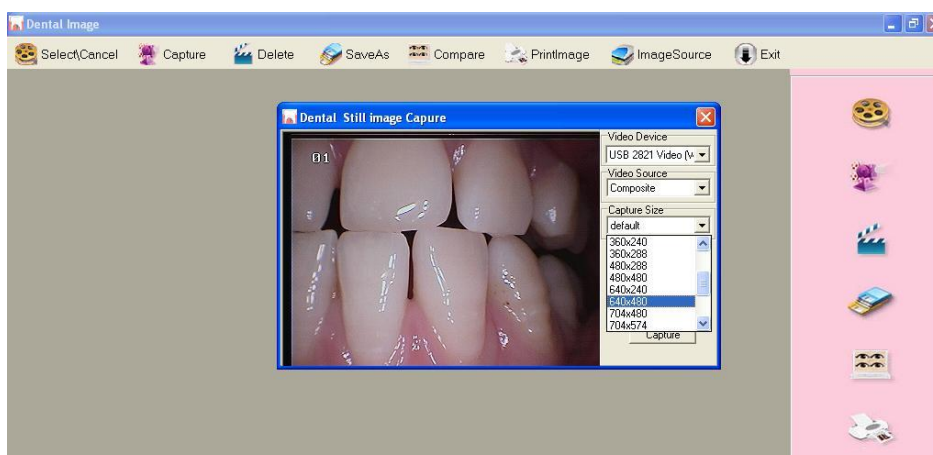 Dental Image
Select\Cancel Capture Delete SaveAs Compare PrintImage ImageSource Exit
Dental Still image Capure
01
Video Device
USB 2821 Video (V
Video Source
Composite
Capture Size
default
360x240
360x288
480x288
480x480
640x240
640x480
704x480
704x574
Capture